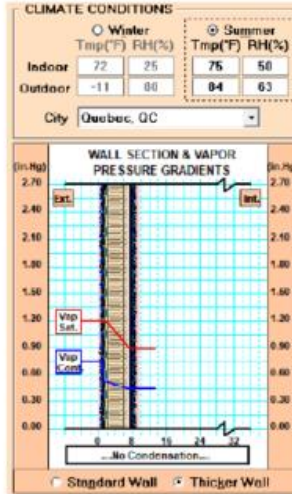 CLIMATE CONDITIONS
Winter Summer
Tmp(°F) RH(%) Tmp(°F) RH(%)
Indoor 72 25 75 50
Outdoor -11 80 84 63
City Quebec, QC
WALL SECTION & VAPOR
PRESSURE GRADIENTS
(in.Hg) (in.Hg)
2.70 2.70
Ext. Int.
2.40 2.40
2.10 2.10
1.80 1.80
1.50 1.50
1.20 1.20
Vap
Sat.
0.90 0.90
Vap
Cont.
0.60 0.60
0.30 0.30
0.00 0.00
0 8 16 24 32
....No Condensation....
Standard Wall Thicker Wall